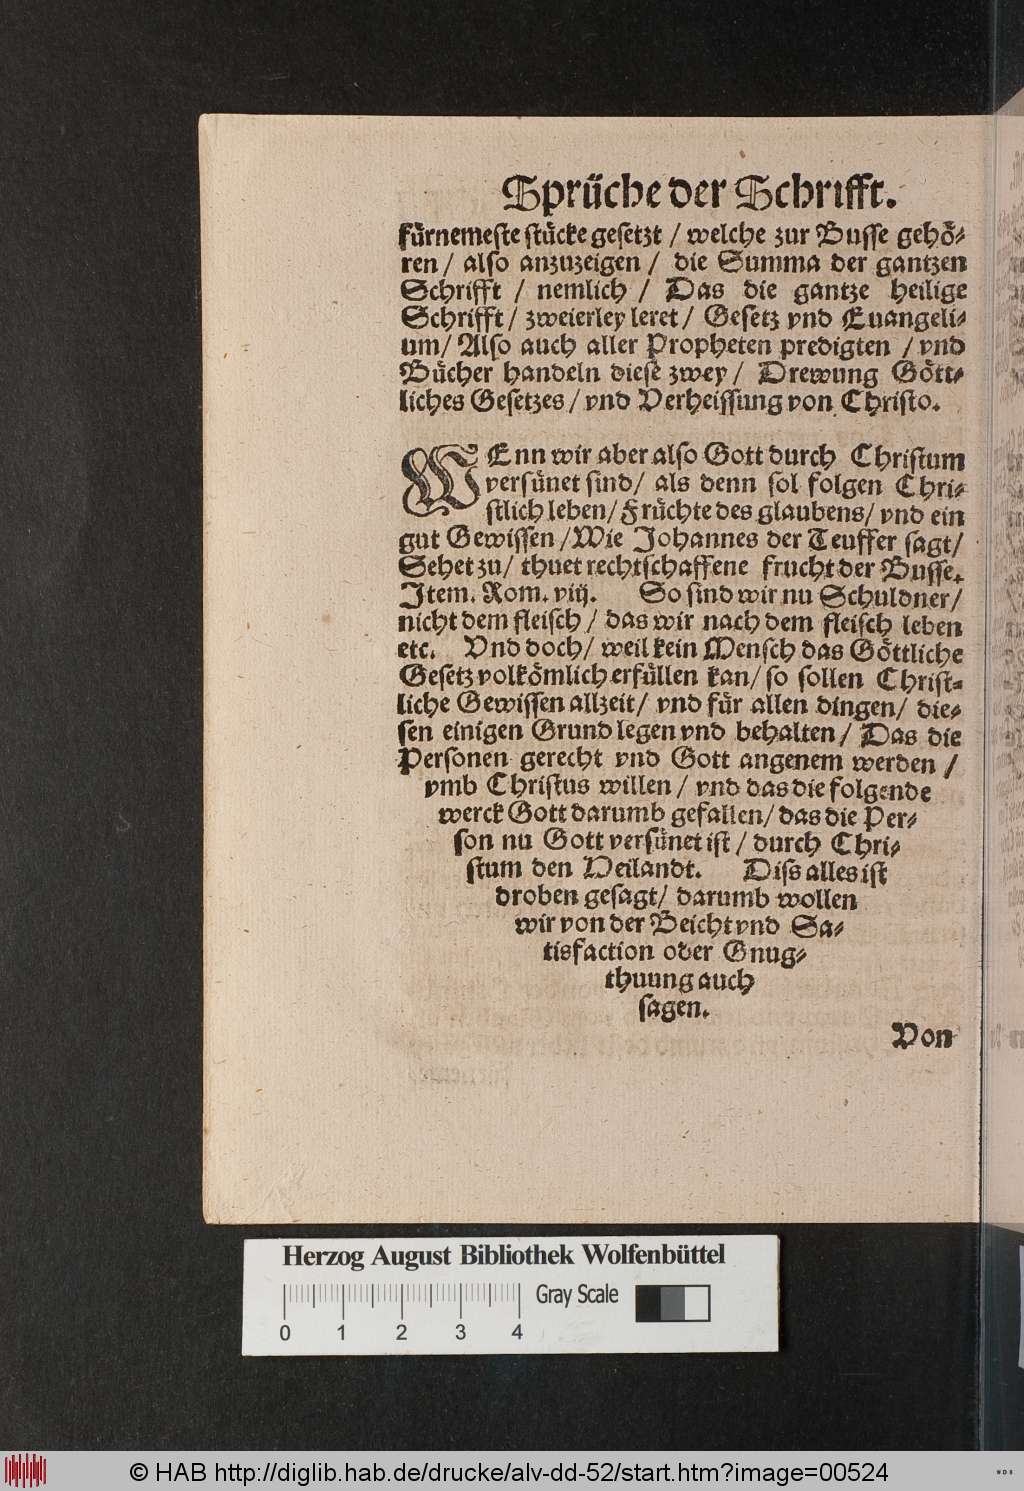 Sprüche der Schrifft.
fürnemeste stücke gesetzt / welche zur Busse gehö-
ren / also anzuzeigen / die Summa der gantzen
Schrifft / nemlich / Das die gantze heilige
Schrifft / zweierley leret / Gesetz vnd Euangeli-
um / Also auch aller Propheten predigten / vnd
Bücher handeln diese zwey / Drewung Gött-
liches Gesetzes / vnd Verheissung von Christo.
WEnn wir aber also Gott durch Christum
versünet sind / als denn sol folgen Chri-
stlich leben / Früchte des glaubens / vnd ein
gut Gewissen / Wie Johannes der Teuffer sagt /
Sehet zu / thuet rechtschaffene frucht der Busse.
Item. Rom. viij. So sind wir nu Schuldner /
nicht dem fleisch / das wir nach dem fleisch leben
etc. Vnd doch / weil kein Mensch das Göttliche
Gesetz volkömlich erfüllen kan / so sollen Christ-
liche Gewissen allzeit / vnd für allen dingen / die-
sen einigen Grund legen vnd behalten / Das die
Personen gerecht vnd Gott angenem werden /
vmb Christus willen / vnd das die folgende
werck Gott darumb gefallen / das die Per-
son nu Gott versünet ist / durch Chri-
stum den Heilandt. Diss alles ist
droben gesagt / darumb wollen
wir von der Beicht vnd Sa-
tisfaction oder Gnug-
thuung auch
sagen.
Von
Herzog August Bibliothek Wolfenbüttel
Gray Scale
0 1 2 3 4
© HAB http://diglib.hab.de/drucke/alv-dd-52/start.htm?image=00524